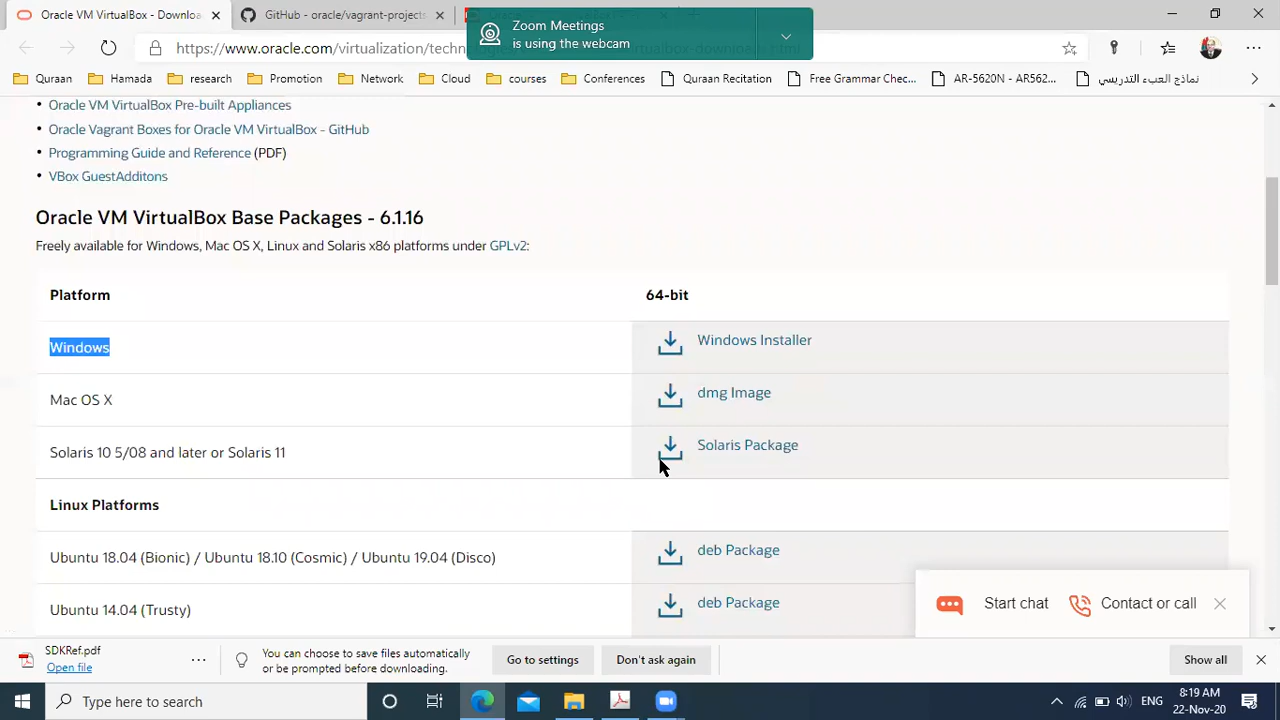 Oracle VM VirtualBox - Downloa
GitHub - oracle/vagrant-projects
Zoom Meetings
is using the webcam
https://www.oracle.com/virtualization/techn
Quraan
Hamada
research
Promotion
Network
Cloud
courses
Conferences
Quraan Recitation
Free Grammar Chec...
AR-5620N - AR562...
نماذج العبء التدريسي
• Oracle VM VirtualBox Pre-built Appliances
• Oracle Vagrant Boxes for Oracle VM VirtualBox - GitHub
• Programming Guide and Reference (PDF)
• VBox GuestAdditons
Oracle VM VirtualBox Base Packages - 6.1.16
Freely available for Windows, Mac OS X, Linux and Solaris x86 platforms under GPLv2:
Platform
64-bit
Windows
Windows Installer
Mac OS X
dmg Image
Solaris 10 5/08 and later or Solaris 11
Solaris Package
Linux Platforms
Ubuntu 18.04 (Bionic) / Ubuntu 18.10 (Cosmic) / Ubuntu 19.04 (Disco)
deb Package
Ubuntu 14.04 (Trusty)
deb Package
Start chat
Contact or call
SDKRef.pdf
Open file
You can choose to save files automatically
or be prompted before downloading.
Go to settings
Don't ask again
Show all
Type here to search
ENG
8:19 AM
22-Nov-20